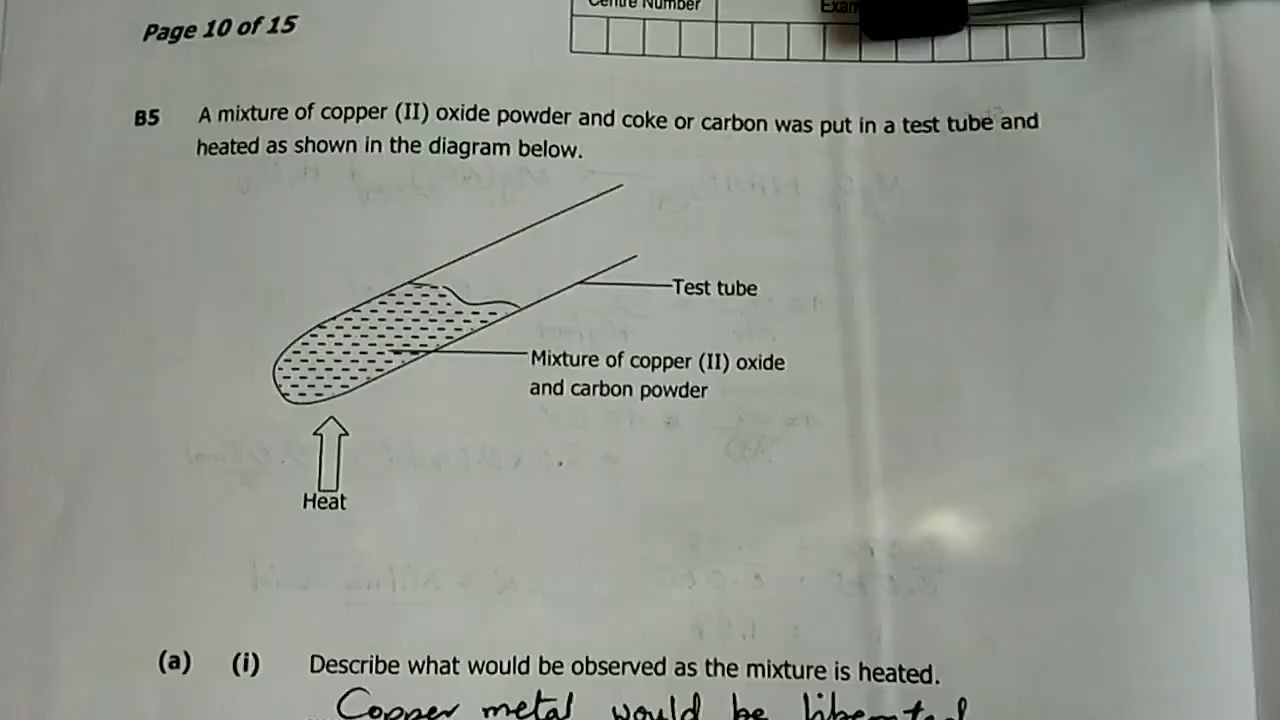 Page 10 of 15
Centre Number
B5 A mixture of copper (II) oxide powder and coke or carbon was put in a test tube and
heated as shown in the diagram below.
Test tube
Mixture of copper (II) oxide
and carbon powder
Heat
(a) (i) Describe what would be observed as the mixture is heated.
Copper metal would be liberated